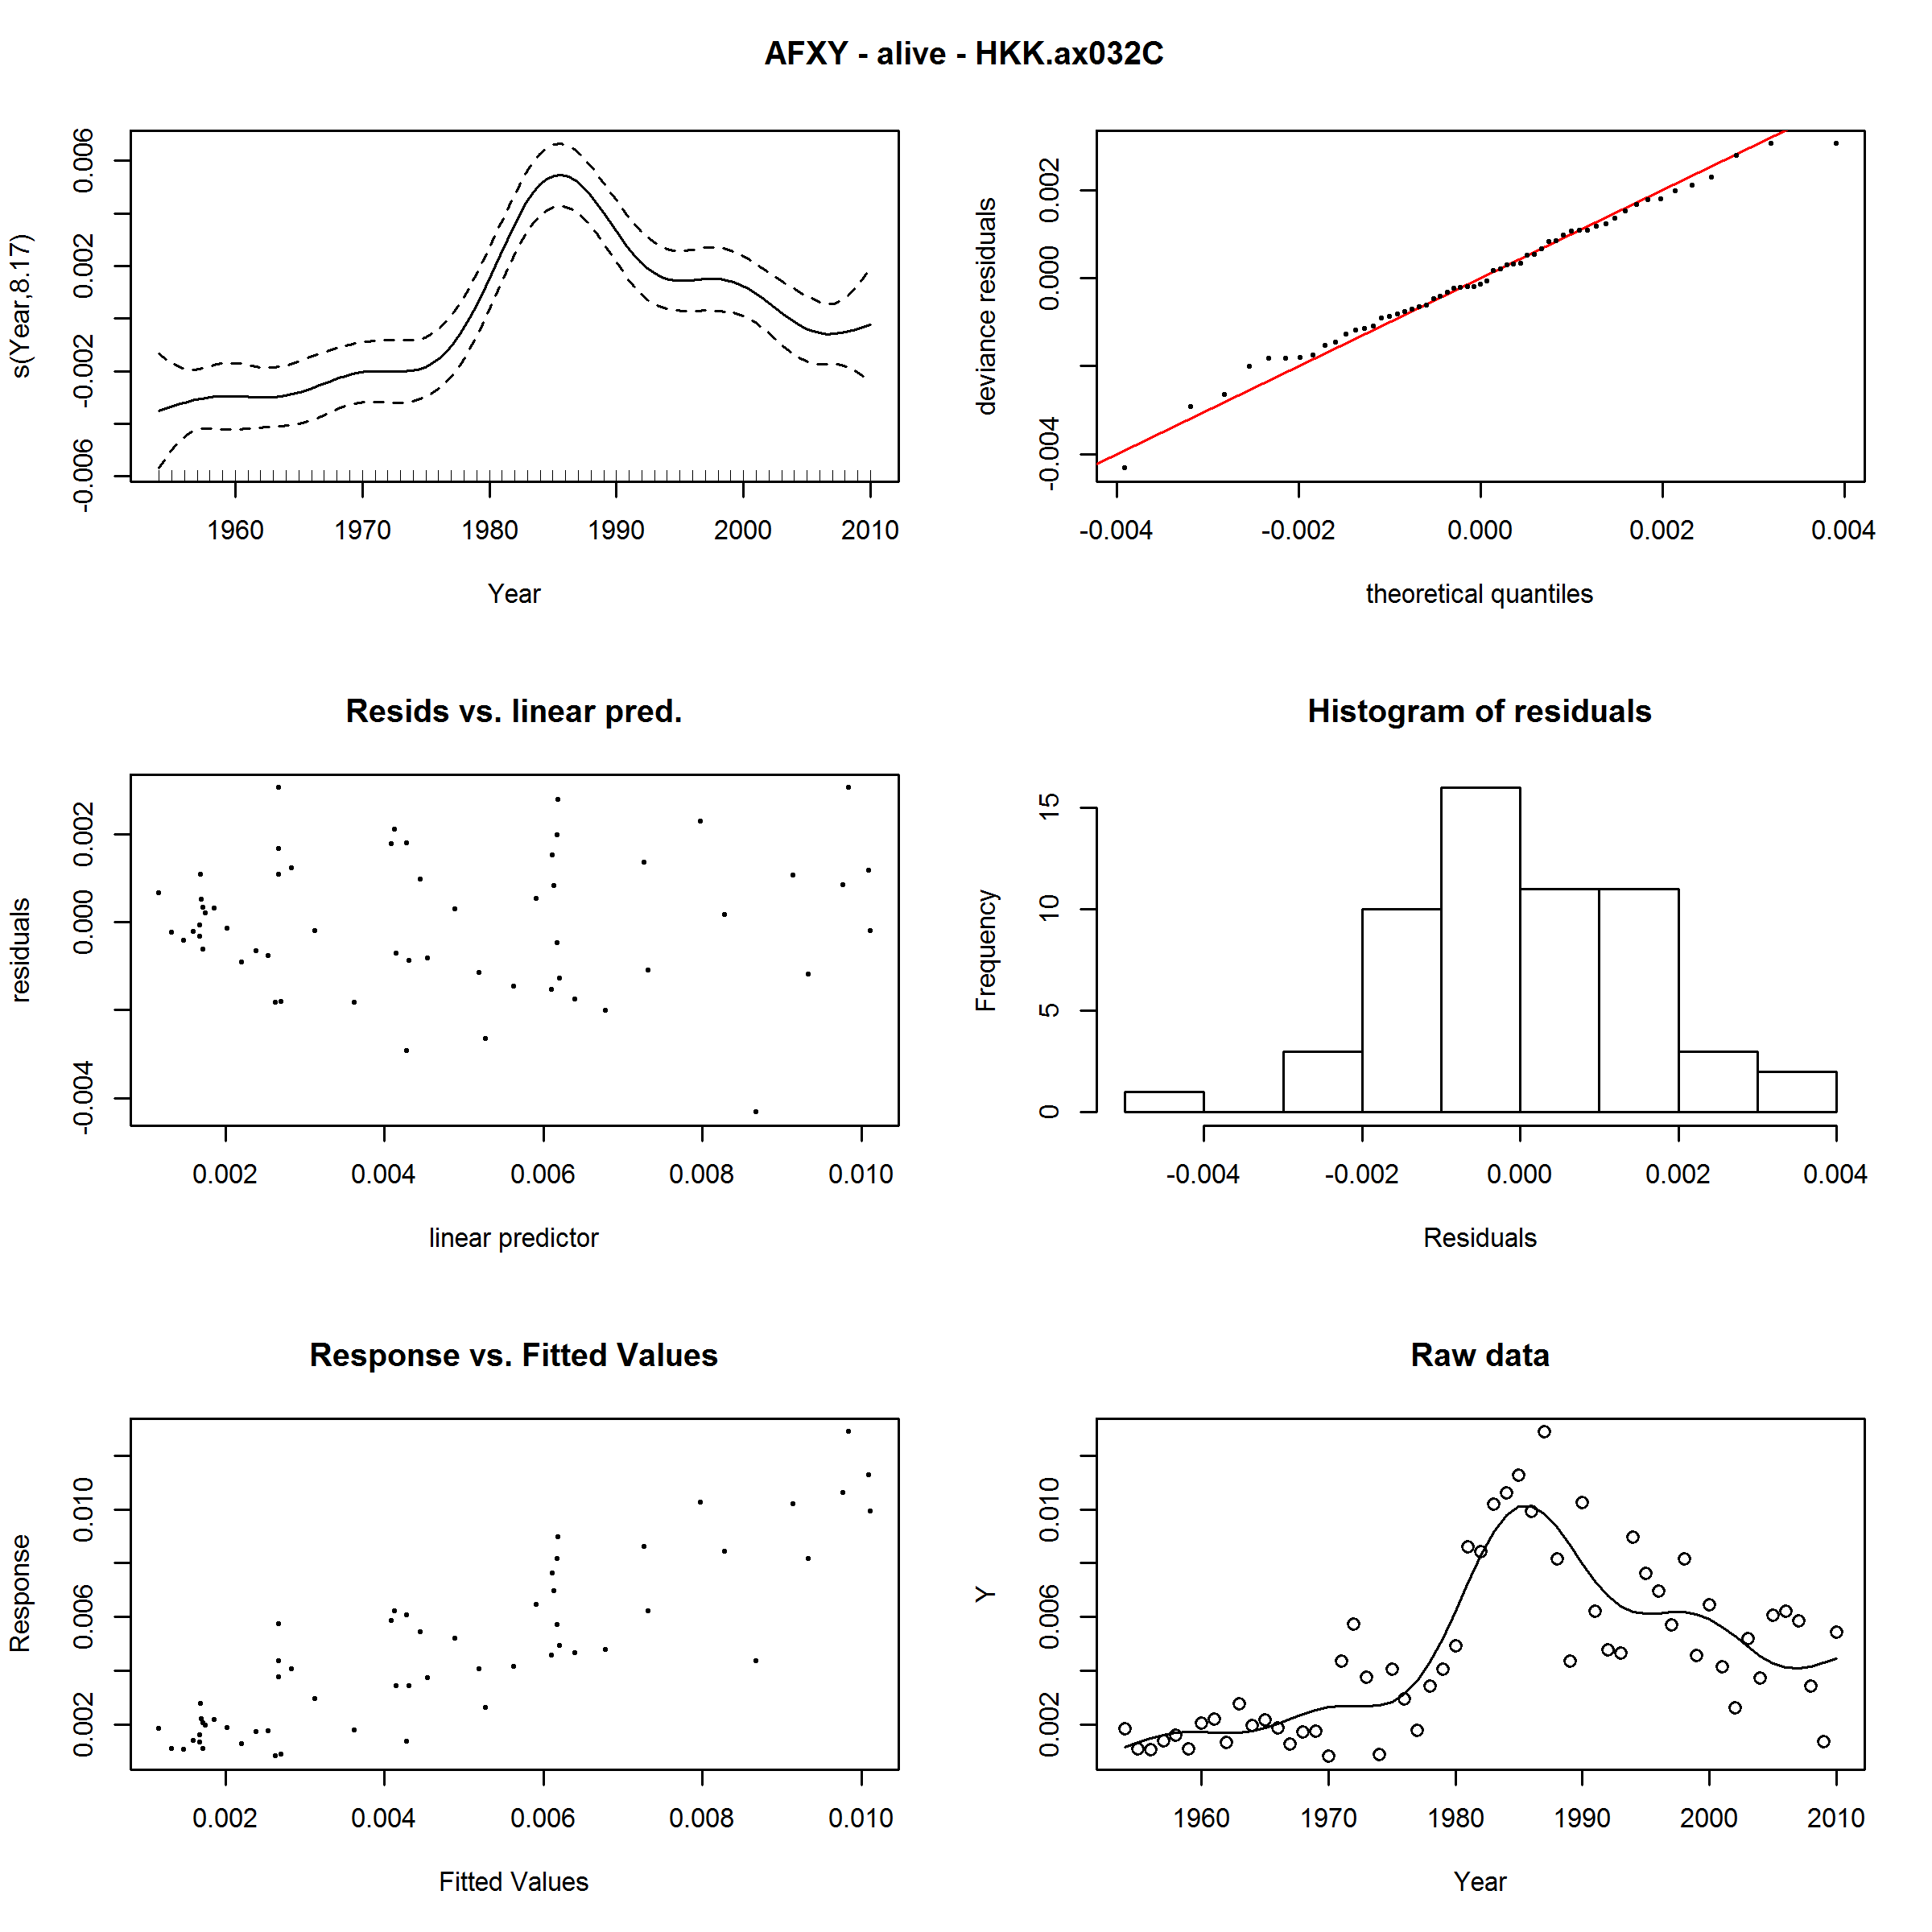 AFXY - alive - HKK.ax032C
s(Year,8.17)
-0.006 -0.002 0.002 0.006
1960 1970 1980 1990 2000 2010
Year
deviance residuals
-0.004 0.000 0.002
-0.004 -0.002 0.000 0.002 0.004
theoretical quantiles
Resids vs. linear pred.
residuals
-0.004 0.000 0.002
0.002 0.004 0.006 0.008 0.010
linear predictor
Histogram of residuals
Frequency
0 5 10 15
-0.004 -0.002 0.000 0.002 0.004
Residuals
Response vs. Fitted Values
Response
0.002 0.006 0.010
0.002 0.004 0.006 0.008 0.010
Fitted Values
Raw data
Y
0.002 0.006 0.010
1960 1970 1980 1990 2000 2010
Year